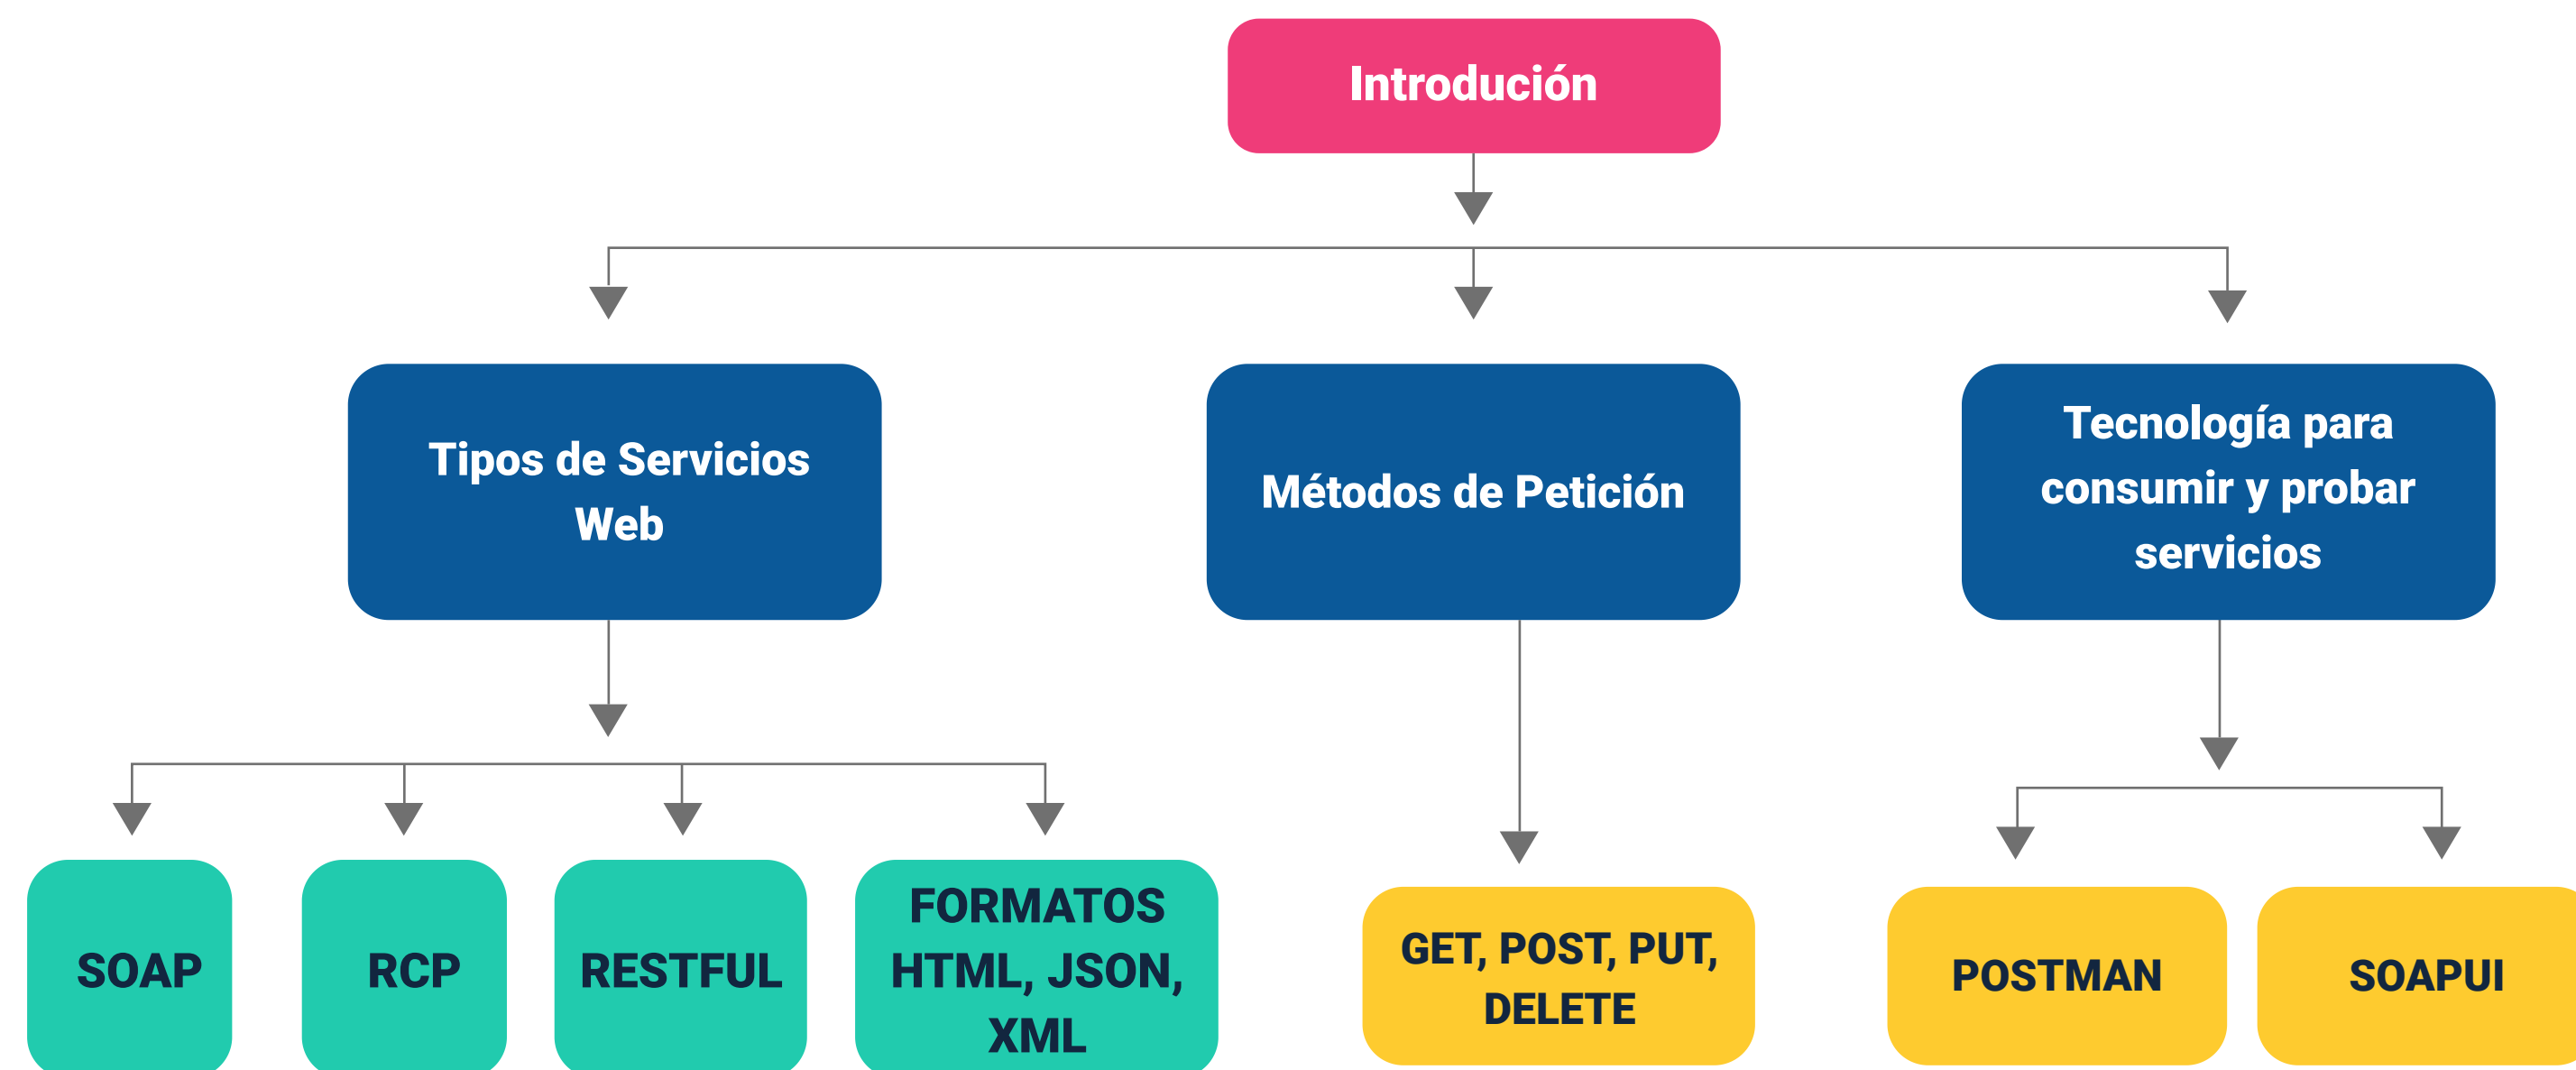 Introdución
Tipos de Servicios
Web
Métodos de Petición
Tecnología para
consumir y probar
servicios
SOAP
RCP
RESTFUL
FORMATOS
HTML, JSON,
XML
GET, POST, PUT,
DELETE
POSTMAN
SOAPUI